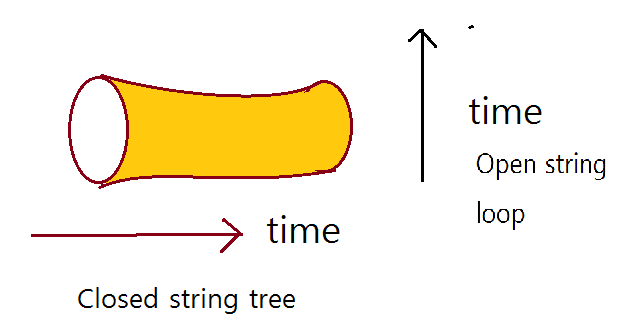 time
Open string
loop
time
Closed string tree